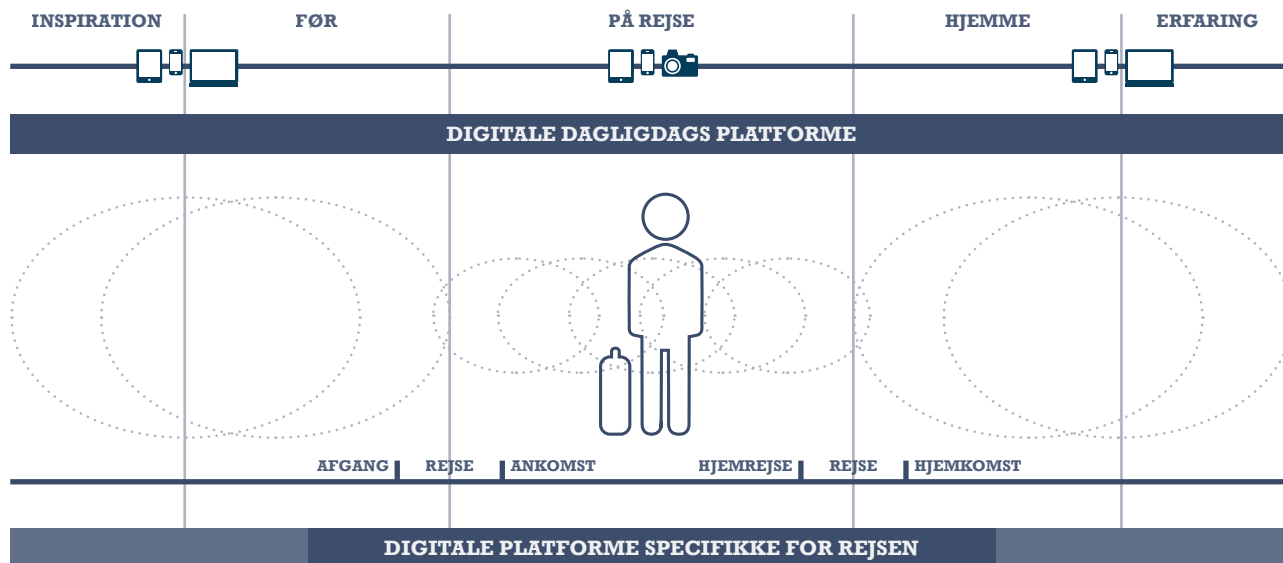 INSPIRATION FØR PÅ REJSE HJEMME ERFARING
DIGITALE DAGLIGDAGS PLATFORME
AFGANG REJSE ANKOMST HJEMREJSE REJSE HJEMKOMST
DIGITALE PLATFORME SPECIFIKKE FOR REJSEN